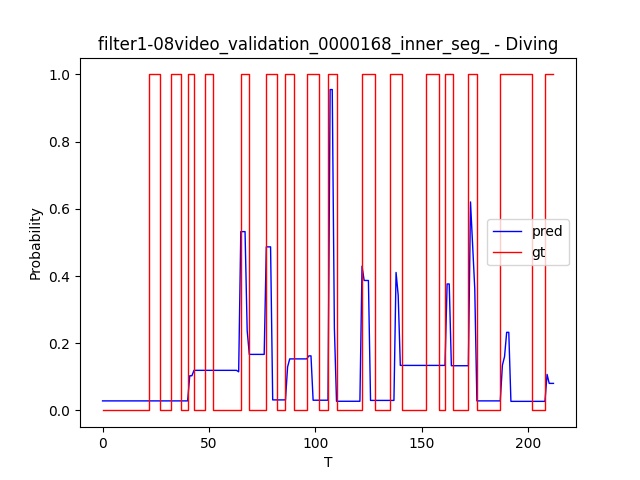 filter1-08video_validation_0000168_inner_seg_ - Diving
1.0
0.8
0.6
0.4
0.2
0.0
Probability
pred
gt
0
50
100
150
200
T